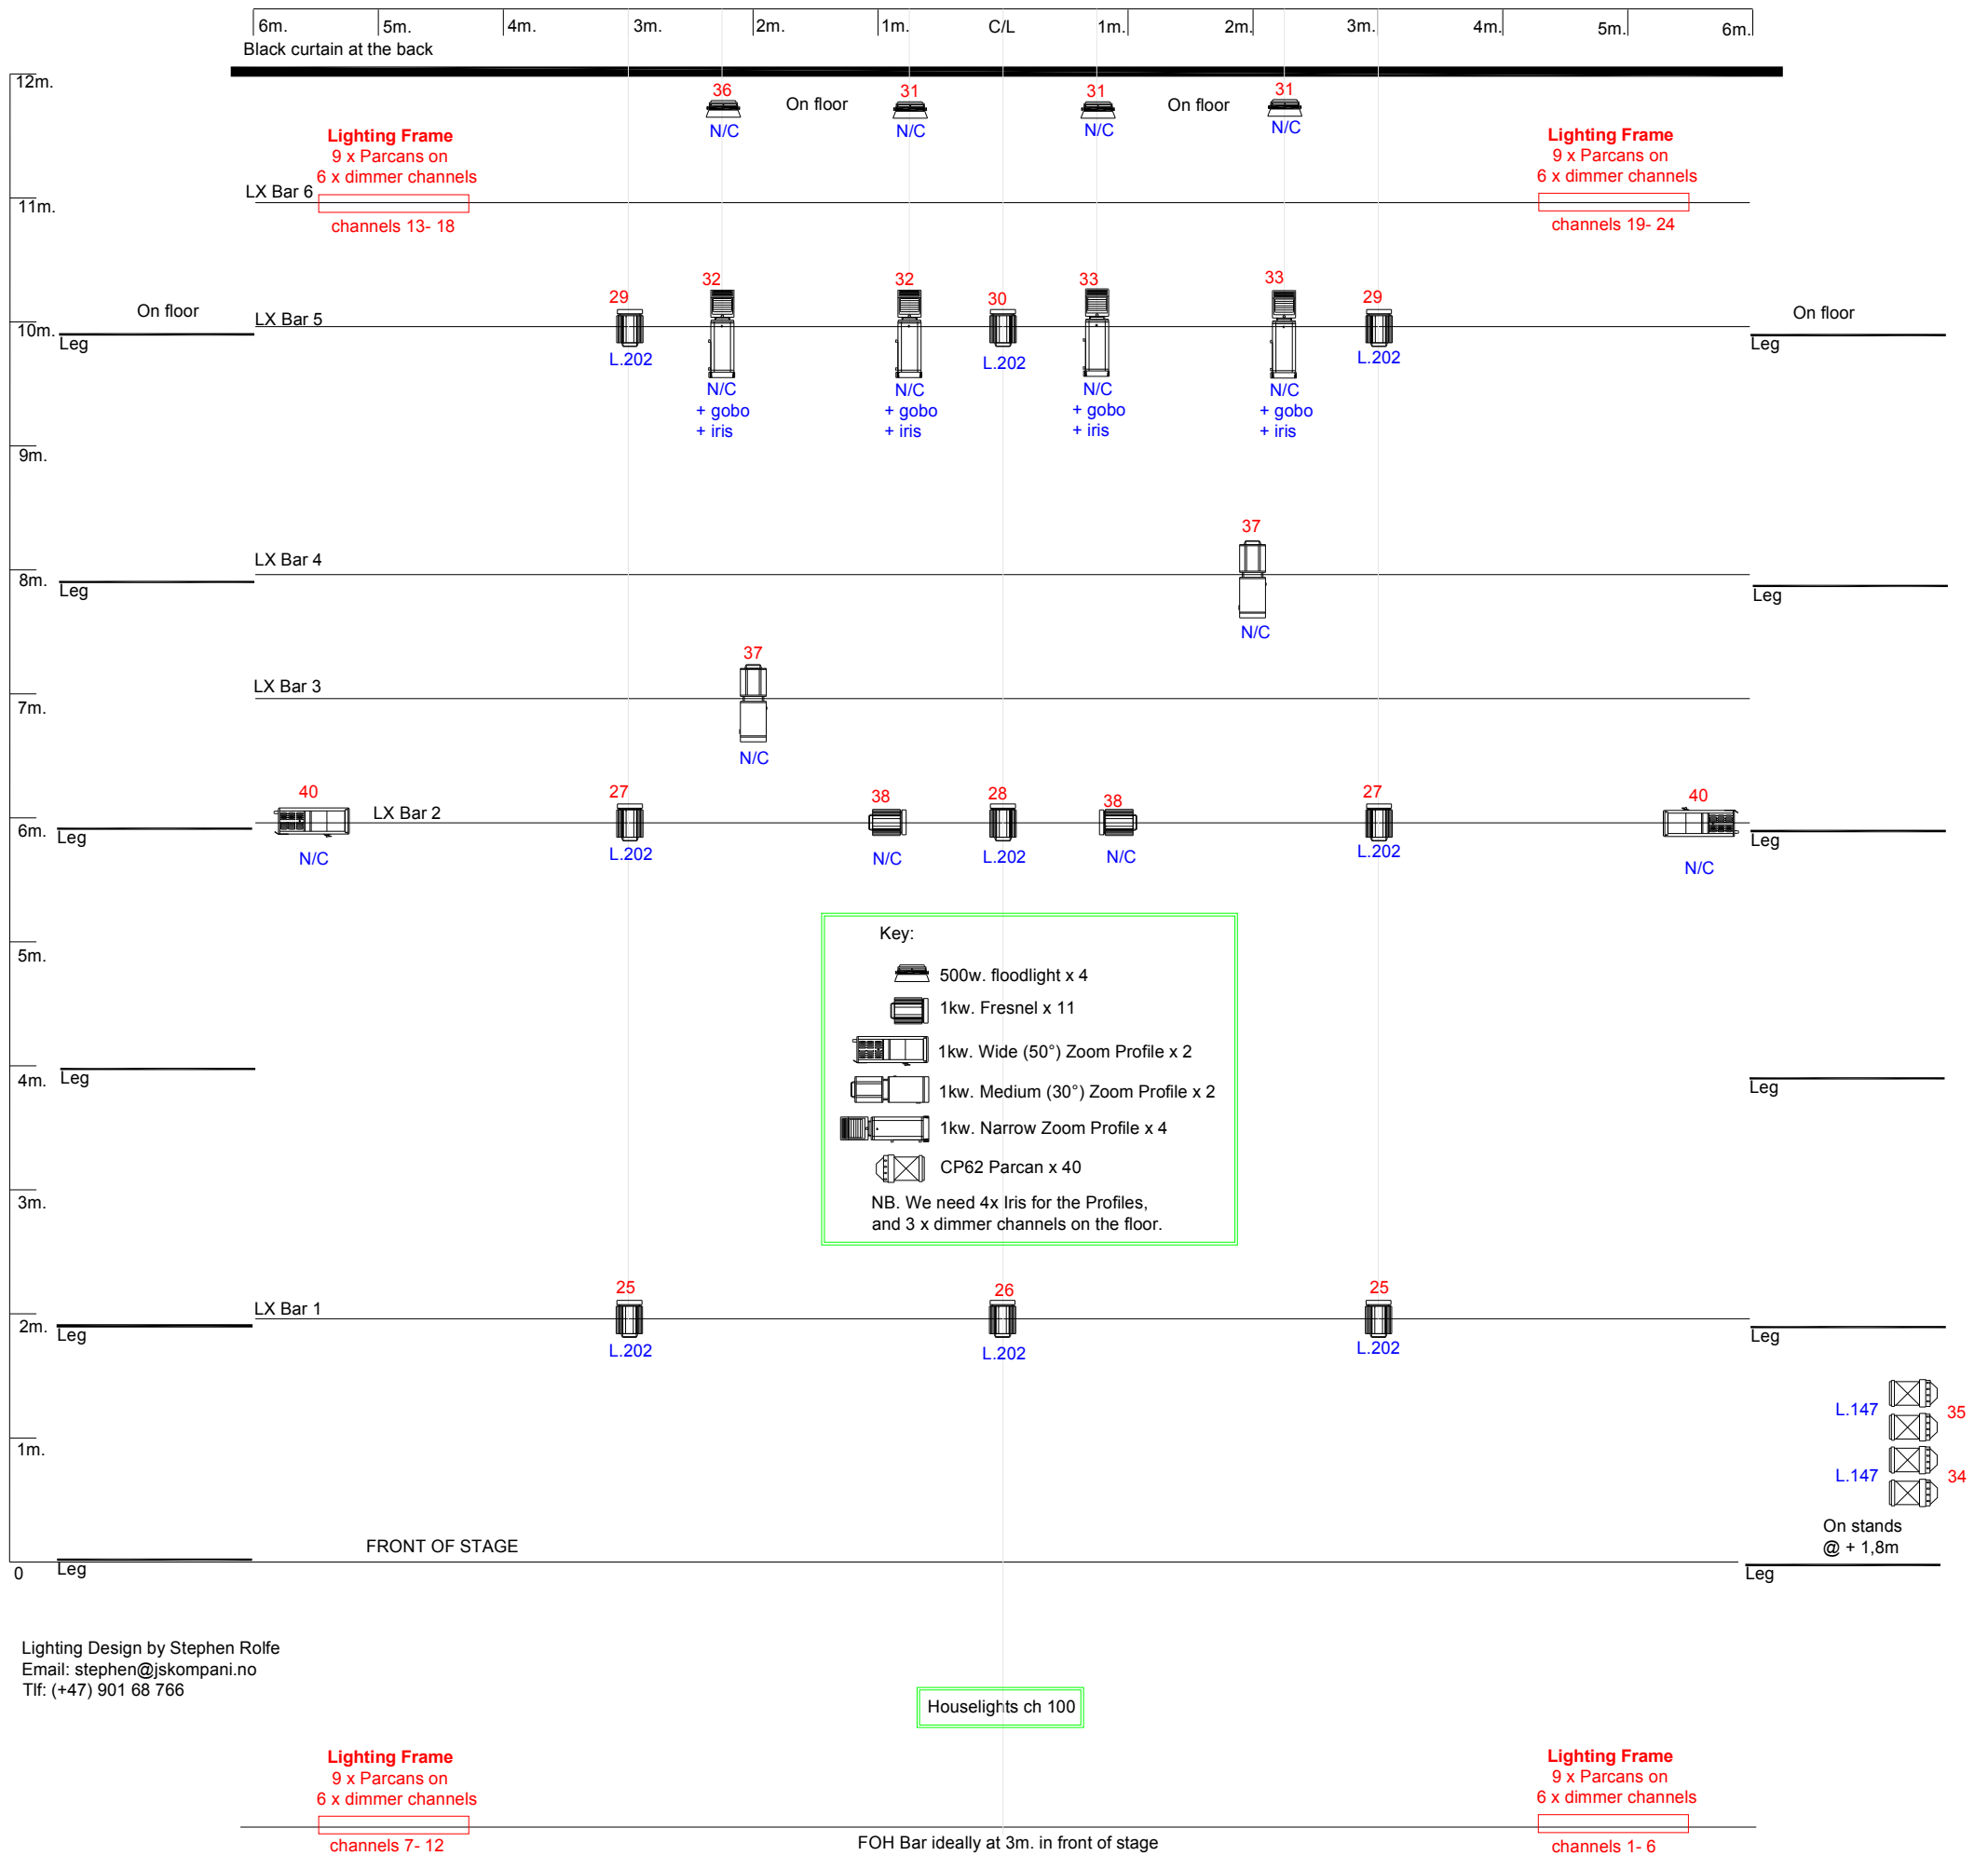 6m. 5m. 4m. 3m. 2m. 1m. C/L 1m. 2m. 3m. 4m. 5m. 6m.
Black curtain at the back
12m.
36 31 31 31
On floor On floor
N/C N/C N/C N/C
Lighting Frame
9 x Parcans on
6 x dimmer channels
channels 13- 18
Lighting Frame
9 x Parcans on
6 x dimmer channels
channels 19- 24
LX Bar 6
11m.
29 32 32 30 33 33 29
On floor
LX Bar 5
On floor
10m.
Leg
Leg
L.202 L.202 L.202
N/C N/C N/C N/C
+ gobo + gobo + gobo + gobo
+ iris + iris + iris + iris
9m.
37
LX Bar 4
8m.
Leg
Leg
N/C
37
LX Bar 3
7m.
N/C
40 27 38 28 38 27 40
LX Bar 2
6m.
Leg
Leg
N/C L.202 N/C L.202 N/C L.202 N/C
Key:
500w. floodlight x 4
1kw. Fresnel x 11
1kw. Wide (50°) Zoom Profile x 2
1kw. Medium (30°) Zoom Profile x 2
1kw. Narrow Zoom Profile x 4
CP62 Parcan x 40
NB. We need 4x Iris for the Profiles,
and 3 x dimmer channels on the floor.
5m.
4m.
Leg
Leg
3m.
25 26 25
LX Bar 1
2m.
Leg
Leg
L.202 L.202 L.202
L.147 35
1m.
L.147 34
On stands
@ + 1,8m
FRONT OF STAGE
0
Leg
Leg
Lighting Design by Stephen Rolfe
Email: stephen@jskompani.no
Tlf: (+47) 901 68 766
Houselights ch 100
Lighting Frame
9 x Parcans on
6 x dimmer channels
channels 7- 12
FOH Bar ideally at 3m. in front of stage
Lighting Frame
9 x Parcans on
6 x dimmer channels
channels 1- 6